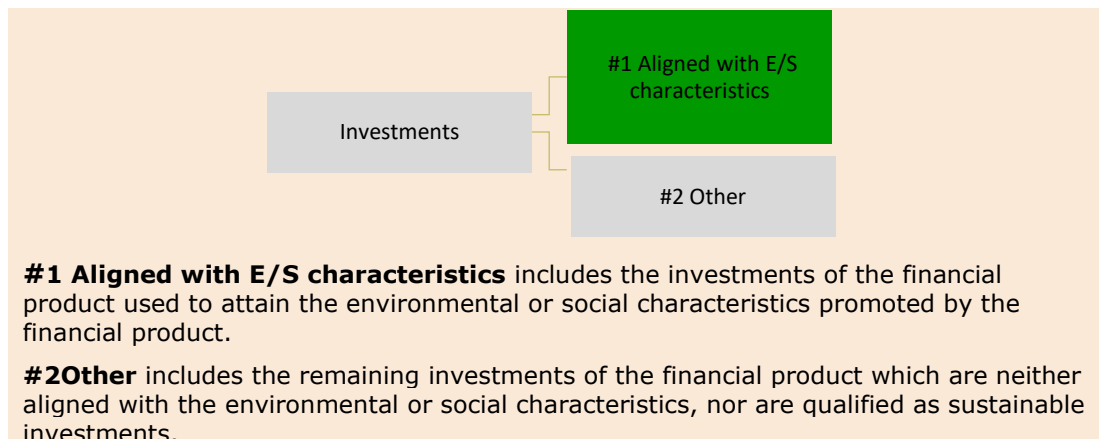 #1 Aligned with E/S
characteristics
Investments
#2 Other
#1 Aligned with E/S characteristics includes the investments of the financial
product used to attain the environmental or social characteristics promoted by the
financial product.
#2Other includes the remaining investments of the financial product which are neither
aligned with the environmental or social characteristics, nor are qualified as sustainable
investments.